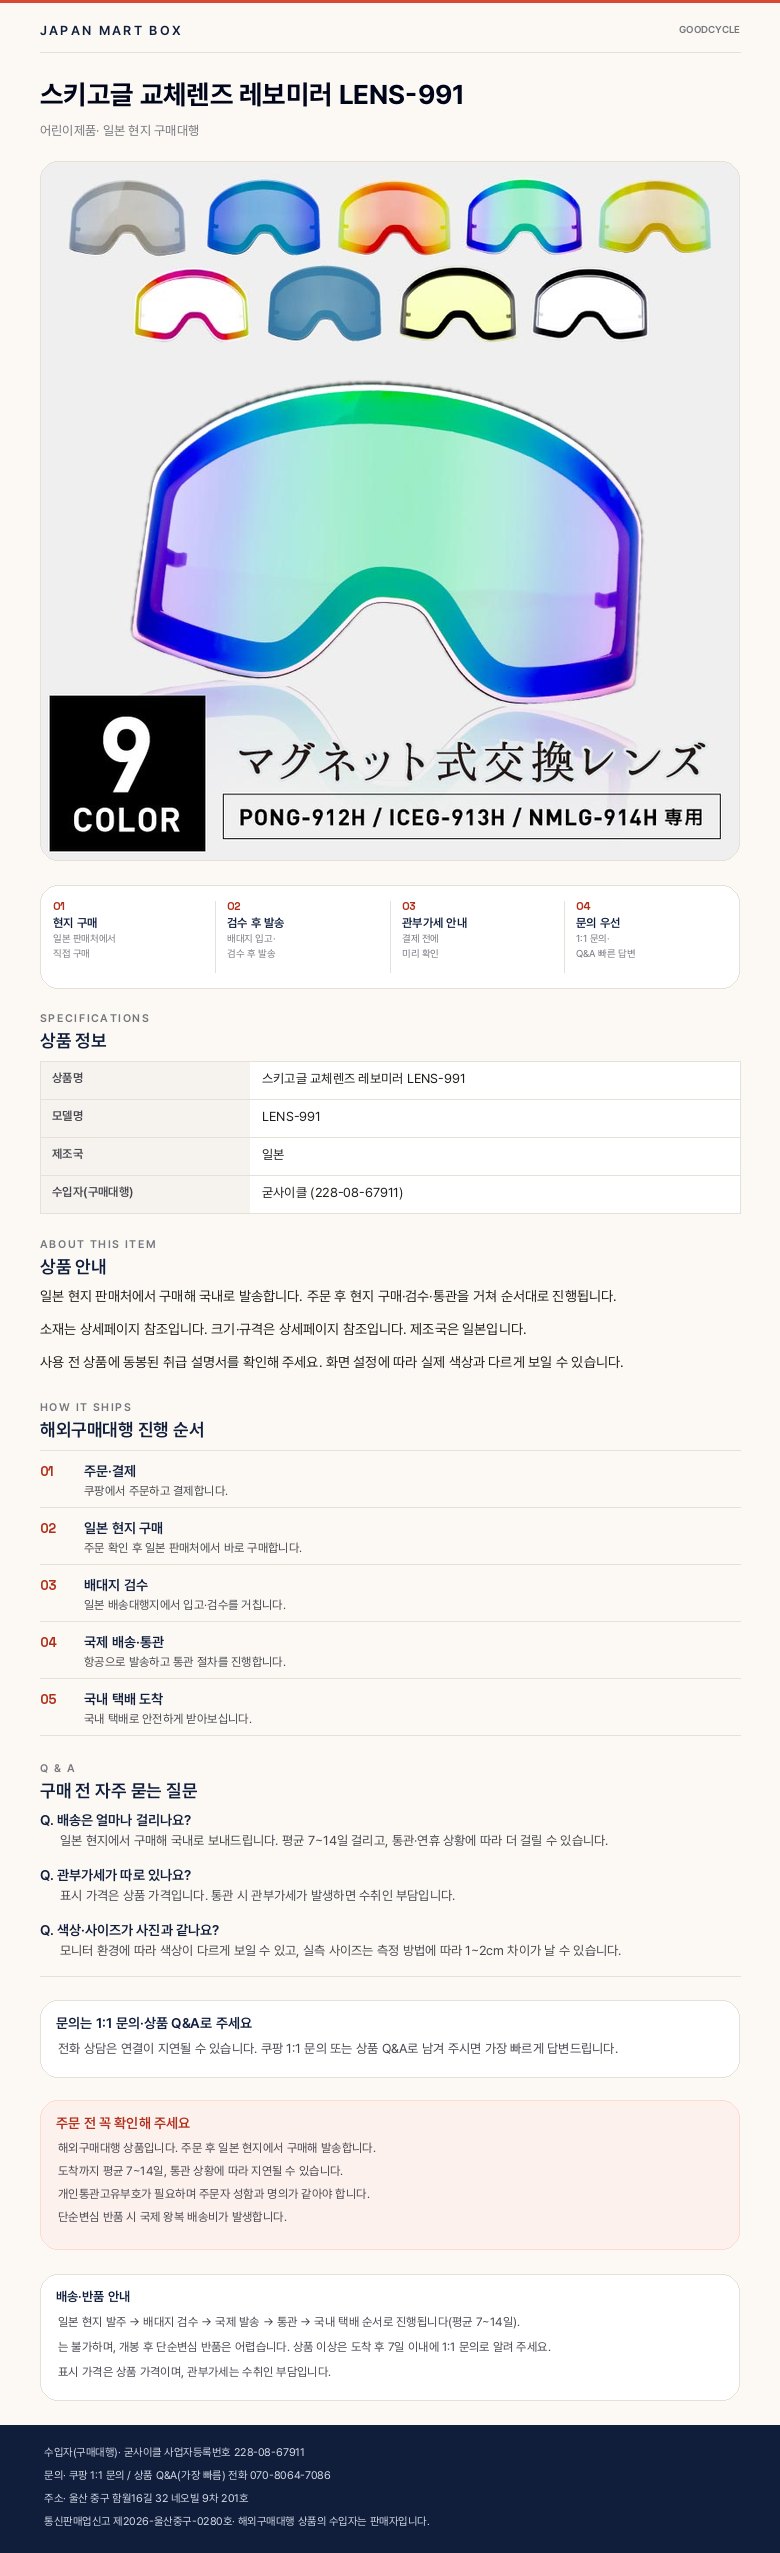 JAPAN MART BOX
GOODCYCLE
스키고글 교체렌즈 레보미러 LENS-991
어린이제품· 일본 현지 구매대행
9
COLOR
マグネット式交換レンズ
PONG-912H / ICEG-913H / NMLG-914H 専用
01
현지 구매
일본 판매처에서
직접 구매
02
검수 후 발송
배대지 입고·
검수 후 발송
03
관부가세 안내
결제 전에
미리 확인
04
문의 우선
1:1 문의·
Q&A 빠른 답변
SPECIFICATIONS
상품 정보
상품명
스키고글 교체렌즈 레보미러 LENS-991
모델명
LENS-991
제조국
일본
수입자(구매대행)
굳사이클 (228-08-67911)
ABOUT THIS ITEM
상품 안내
일본 현지 판매처에서 구매해 국내로 발송합니다. 주문 후 현지 구매·검수·통관을 거쳐 순서대로 진행됩니다.
소재는 상세페이지 참조입니다. 크기·규격은 상세페이지 참조입니다. 제조국은 일본입니다.
사용 전 상품에 동봉된 취급 설명서를 확인해 주세요. 화면 설정에 따라 실제 색상과 다르게 보일 수 있습니다.
HOW IT SHIPS
해외구매대행 진행 순서
01
주문·결제
쿠팡에서 주문하고 결제합니다.
02
일본 현지 구매
주문 확인 후 일본 판매처에서 바로 구매합니다.
03
배대지 검수
일본 배송대행지에서 입고·검수를 거칩니다.
04
국제 배송·통관
항공으로 발송하고 통관 절차를 진행합니다.
05
국내 택배 도착
국내 택배로 안전하게 받아보십니다.
Q & A
구매 전 자주 묻는 질문
Q. 배송은 얼마나 걸리나요?
일본 현지에서 구매해 국내로 보내드립니다. 평균 7~14일 걸리고, 통관·연휴 상황에 따라 더 걸릴 수 있습니다.
Q. 관부가세가 따로 있나요?
표시 가격은 상품 가격입니다. 통관 시 관부가세가 발생하면 수취인 부담입니다.
Q. 색상·사이즈가 사진과 같나요?
모니터 환경에 따라 색상이 다르게 보일 수 있고, 실측 사이즈는 측정 방법에 따라 1~2cm 차이가 날 수 있습니다.
문의는 1:1 문의·상품 Q&A로 주세요
전화 상담은 연결이 지연될 수 있습니다. 쿠팡 1:1 문의 또는 상품 Q&A로 남겨 주시면 가장 빠르게 답변드립니다.
주문 전 꼭 확인해 주세요
해외구매대행 상품입니다. 주문 후 일본 현지에서 구매해 발송합니다.
도착까지 평균 7~14일, 통관 상황에 따라 지연될 수 있습니다.
개인통관고유부호가 필요하며 주문자 성함과 명의가 같아야 합니다.
단순변심 반품 시 국제 왕복 배송비가 발생합니다.
배송·반품 안내
일본 현지 발주 → 배대지 검수 → 국제 발송 → 통관 → 국내 택배 순서로 진행됩니다(평균 7~14일).
는 불가하며, 개봉 후 단순변심 반품은 어렵습니다. 상품 이상은 도착 후 7일 이내에 1:1 문의로 알려 주세요.
표시 가격은 상품 가격이며, 관부가세는 수취인 부담입니다.
수입자(구매대행)· 굳사이클 사업자등록번호 228-08-67911
문의· 쿠팡 1:1 문의 / 상품 Q&A(가장 빠름) 전화 070-8064-7086
주소· 울산 중구 함월16길 32 네오빌 9차 201호
통신판매업신고 제2026-울산중구-0280호· 해외구매대행 상품의 수입자는 판매자입니다.